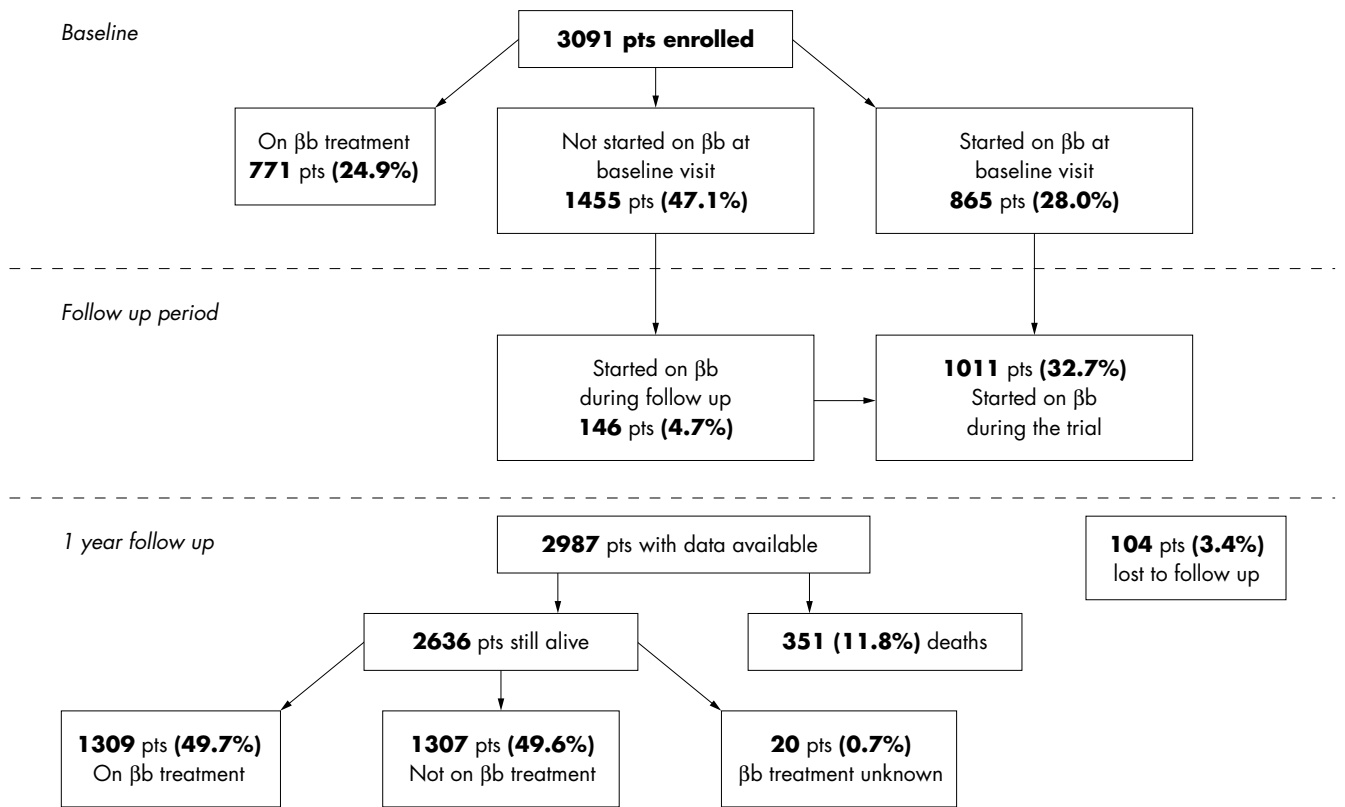 Baseline
3091 pts enrolled
On βb treatment
771 pts (24.9%)
Not started on βb at
baseline visit
1455 pts (47.1%)
Started on βb at
baseline visit
865 pts (28.0%)
Follow up period
Started on βb
during follow up
146 pts (4.7%)
1011 pts (32.7%)
Started on βb
during the trial
1 year follow up
2987 pts with data available
104 pts (3.4%)
lost to follow up
2636 pts still alive
351 (11.8%) deaths
1309 pts (49.7%)
On βb treatment
1307 pts (49.6%)
Not on βb treatment
20 pts (0.7%)
βb treatment unknown